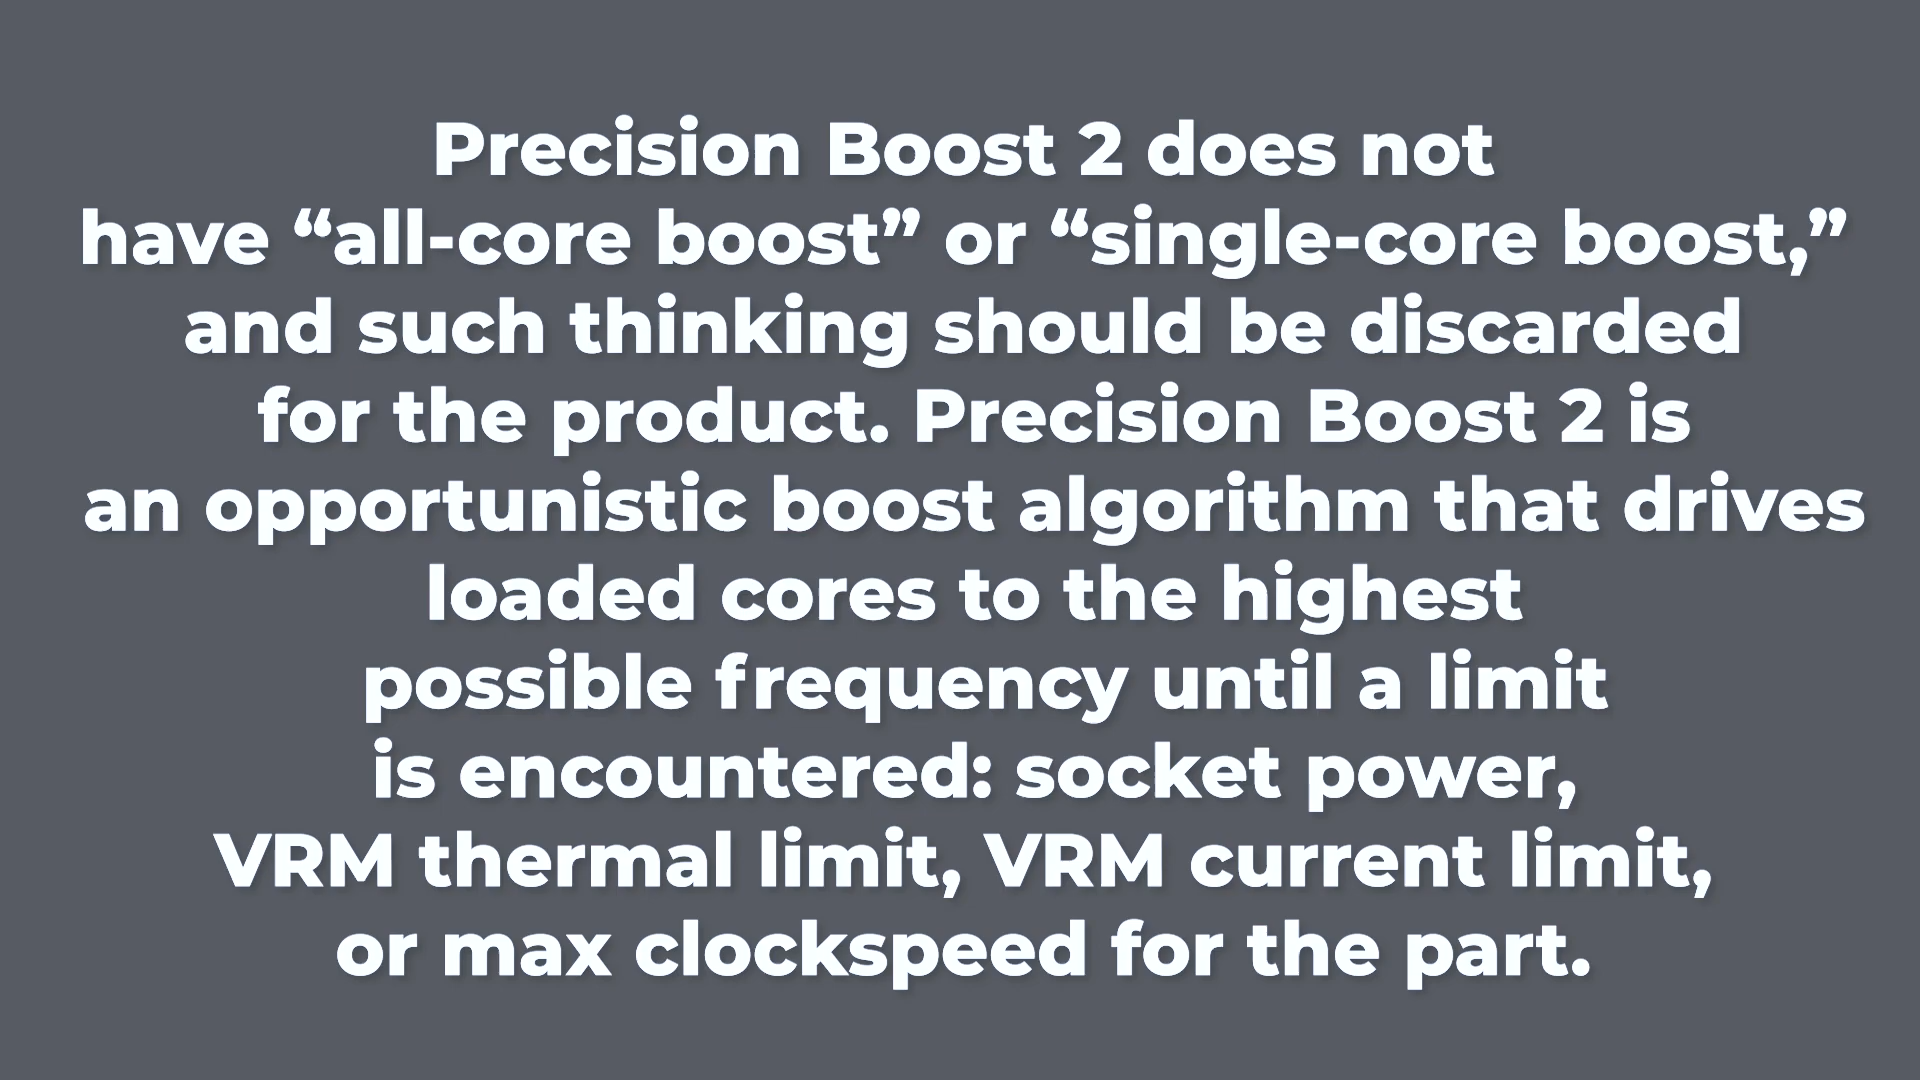 Precision Boost 2 does not
have “all-core boost” or “single-core boost,”
and such thinking should be discarded
for the product. Precision Boost 2 is
an opportunistic boost algorithm that drives
loaded cores to the highest
possible frequency until a limit
is encountered: socket power,
VRM thermal limit, VRM current limit,
or max clockspeed for the part.